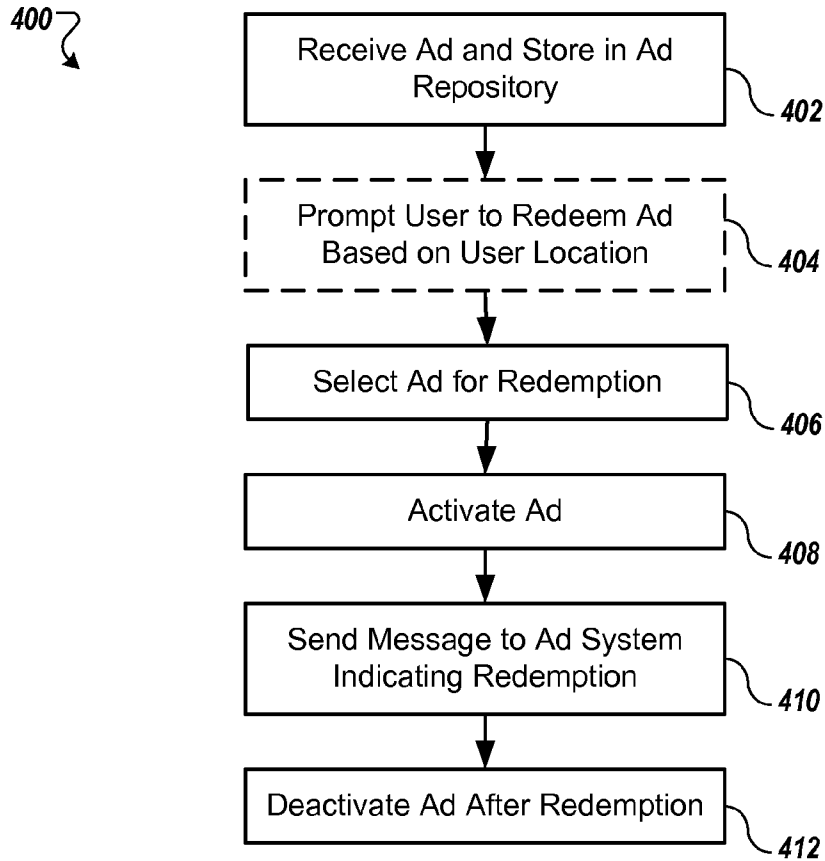 400
Receive Ad and Store in Ad
Repository
402
Prompt User to Redeem Ad
Based on User Location
404
Select Ad for Redemption
406
Activate Ad
408
Send Message to Ad System
Indicating Redemption
410
Deactivate Ad After Redemption
412